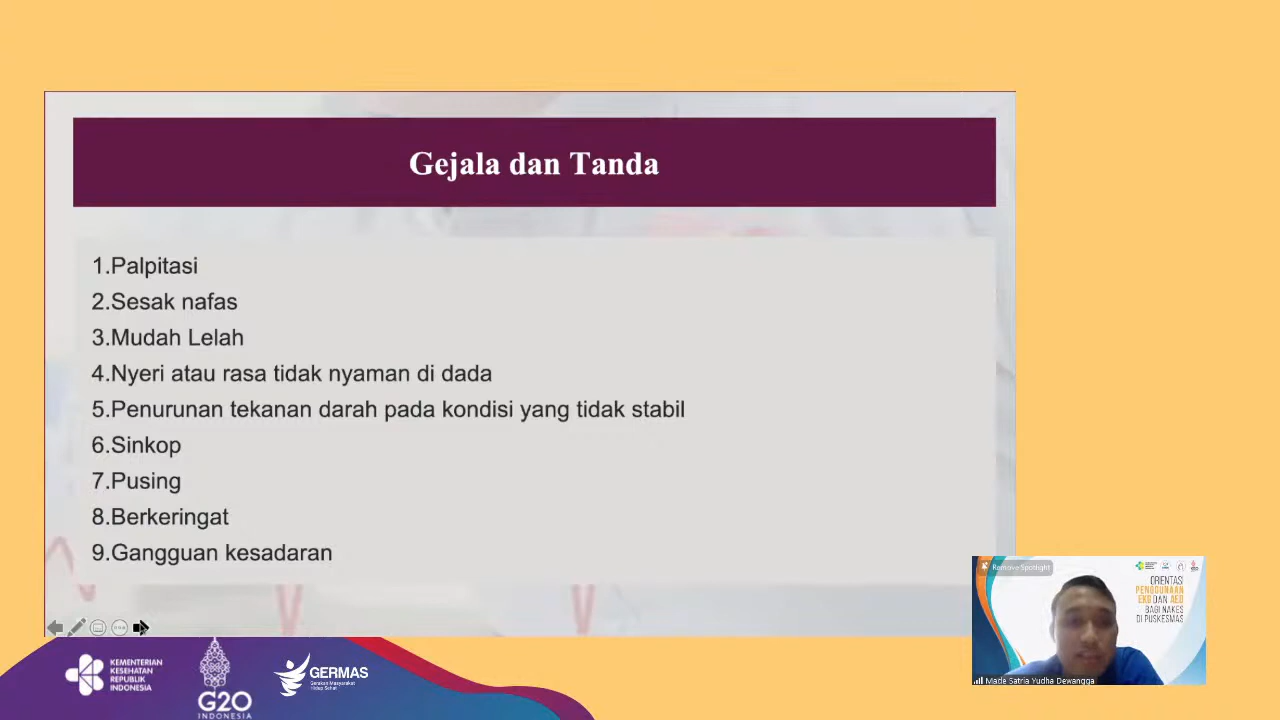 Gejala dan Tanda
1.Palpitasi
2.Sesak nafas
3.Mudah Lelah
4.Nyeri atau rasa tidak nyaman di dada
5.Penurunan tekanan darah pada kondisi yang tidak stabil
6.Sinkop
7.Pusing
8.Berkeringat
9.Gangguan kesadaran
Remove Spotlight
ORIENTASI
PENGGUNAAN
EKG DAN AED
BAGI NAKES
DI PUSKESMAS
Made Satria Yudha Dewangga
KEMENTERIAN
KESEHATAN
REPUBLIK
INDONESIA
G20
INDONESIA
GERMAS
Gerakan Masyarakat
Hidup Sehat